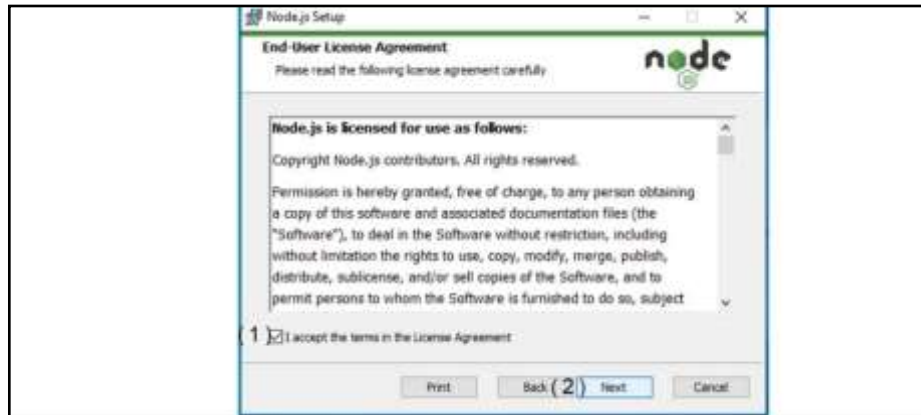 Node.js Setup
End-User License Agreement
Please read the following license agreement carefully
node
JS
Node.js is licensed for use as follows:
Copyright Node.js contributors. All rights reserved.
Permission is hereby granted, free of charge, to any person obtaining
a copy of this software and associated documentation files (the
"Software"), to deal in the Software without restriction, including
without limitation the rights to use, copy, modify, merge, publish,
distribute, sublicense, and/or sell copies of the Software, and to
permit persons to whom the Software is furnished to do so, subject
(1) I accept the terms in the License Agreement
Print Back (2) Next Cancel